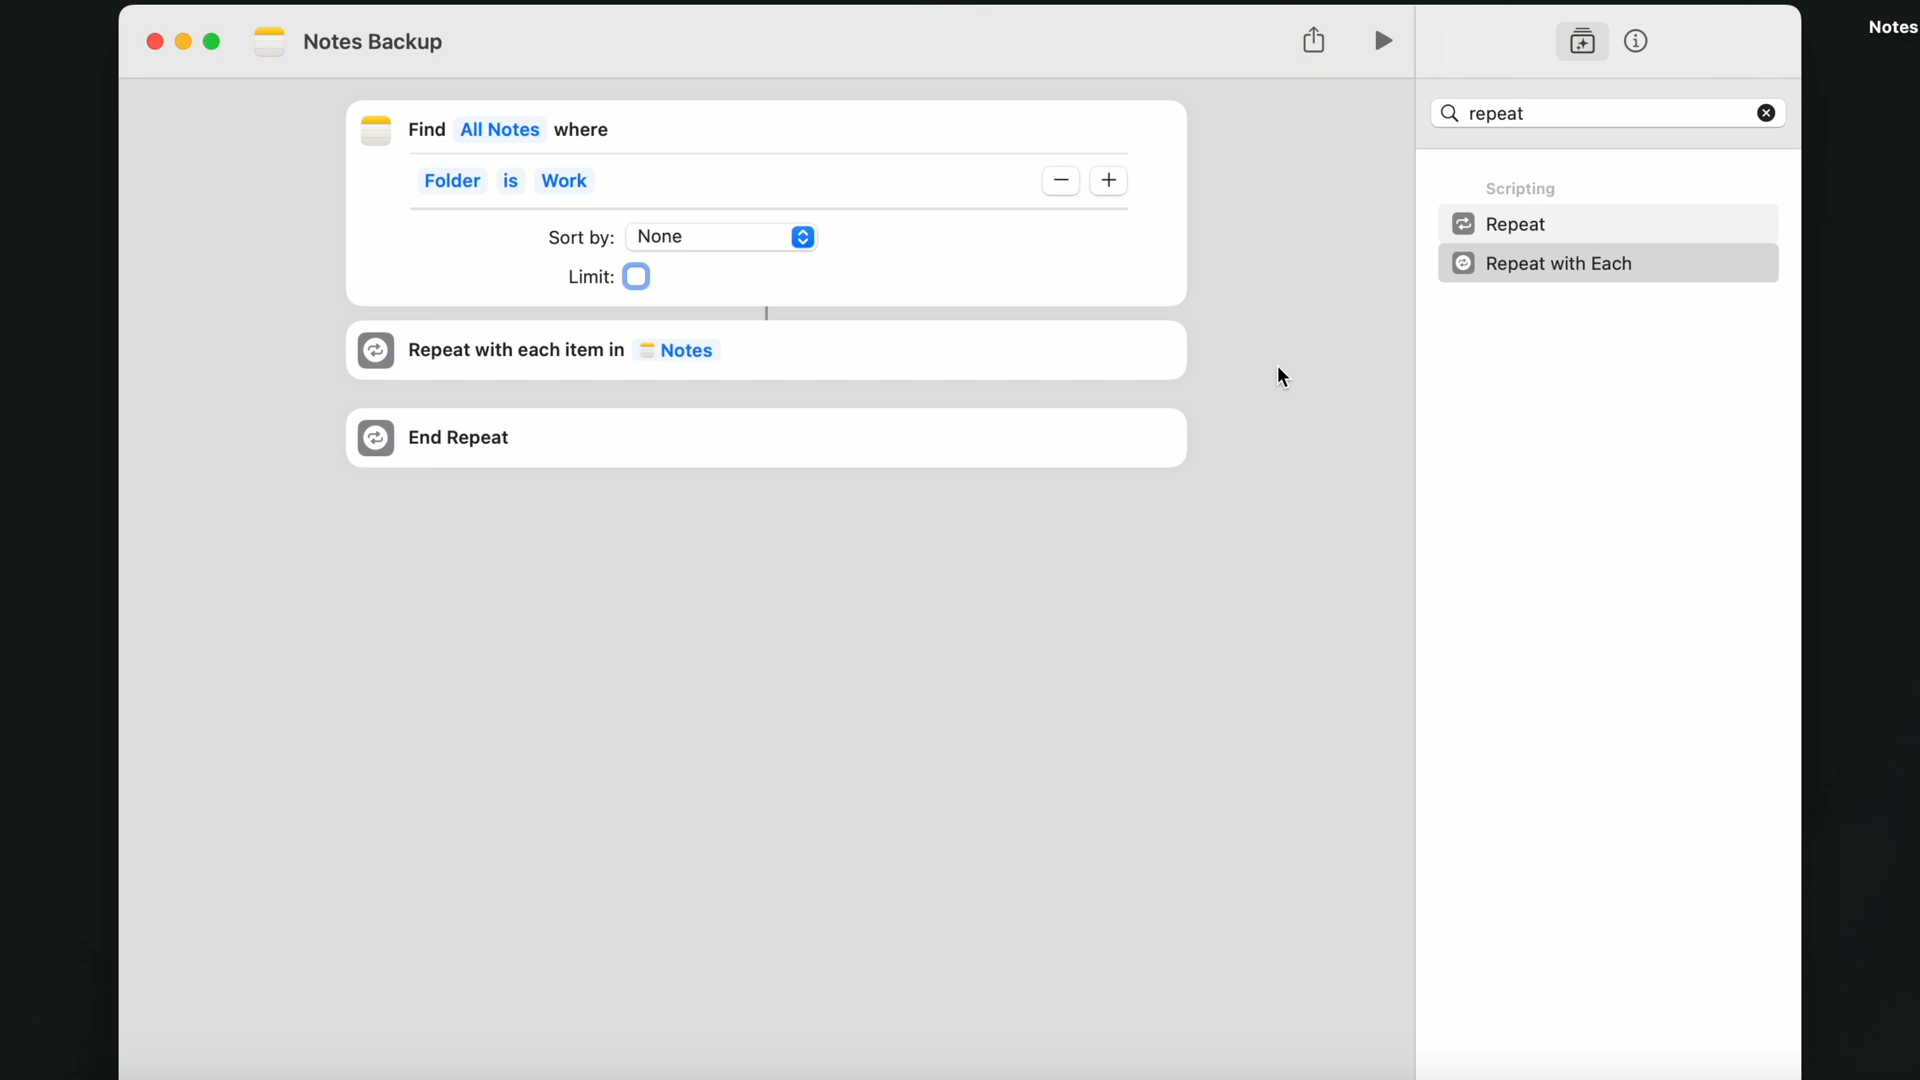 Notes Backup
Notes
Find All Notes where
Folder is Work
Sort by: None
Limit:
Repeat with each item in Notes
End Repeat
repeat
Scripting
Repeat
Repeat with Each